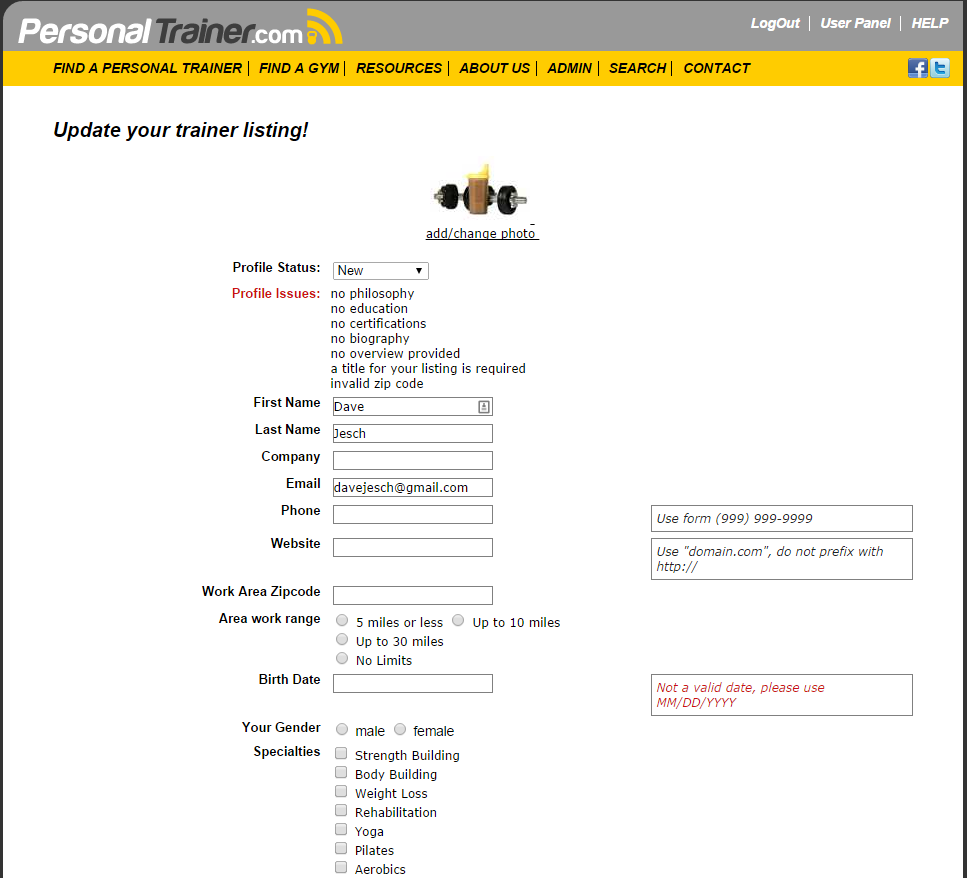 PersonalTrainer.com
LogOut | User Panel | HELP
FIND A PERSONAL TRAINER | FIND A GYM | RESOURCES | ABOUT US | ADMIN | SEARCH | CONTACT
Update your trainer listing!
add/change photo
Profile Status: New
Profile Issues: no philosophy
no education
no certifications
no biography
no overview provided
a title for your listing is required
invalid zip code
First Name Dave
Last Name Jesch
Company
Email davejesch@gmail.com
Phone Use form (999) 999-9999
Website Use "domain.com", do not prefix with
http://
Work Area Zipcode
Area work range 5 miles or less Up to 10 miles
Up to 30 miles
No Limits
Birth Date Not a valid date, please use
MM/DD/YYYY
Your Gender male female
Specialties Strength Building
Body Building
Weight Loss
Rehabilitation
Yoga
Pilates
Aerobics